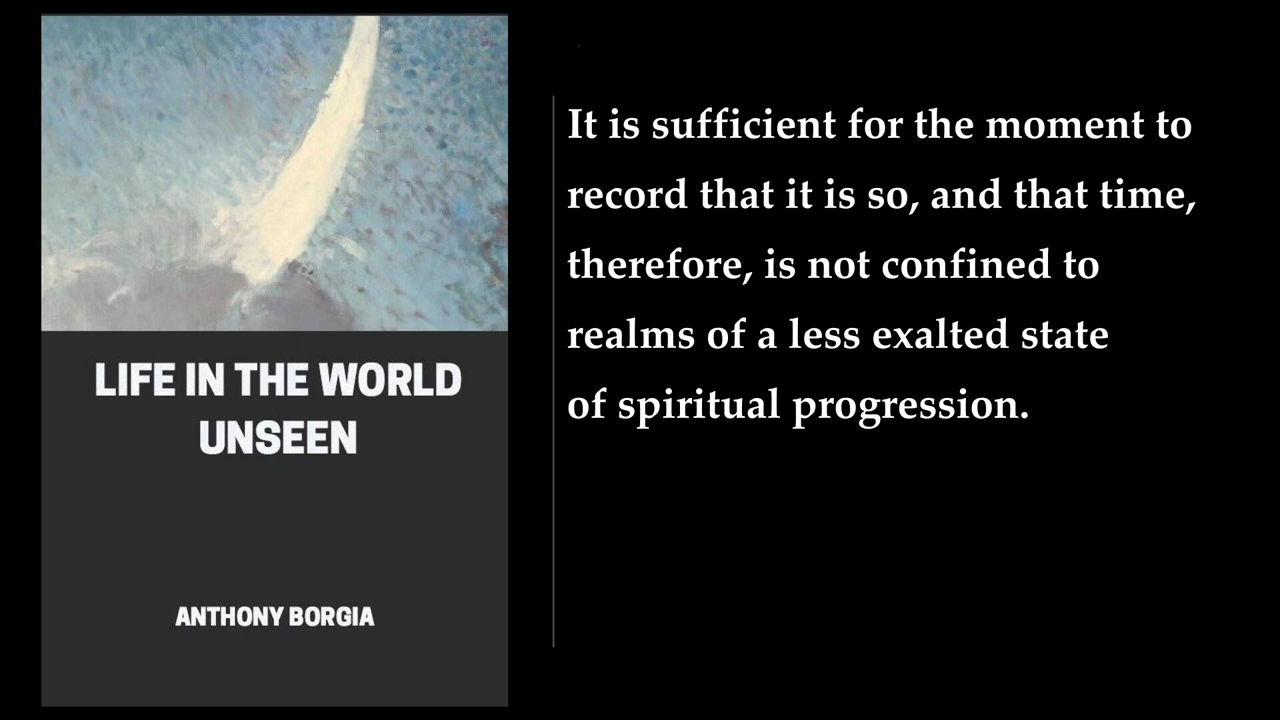 LIFE IN THE WORLD
UNSEEN
ANTHONY BORGIA
It is sufficient for the moment to
record that it is so, and that time,
therefore, is not confined to
realms of a less exalted state
of spiritual progression.